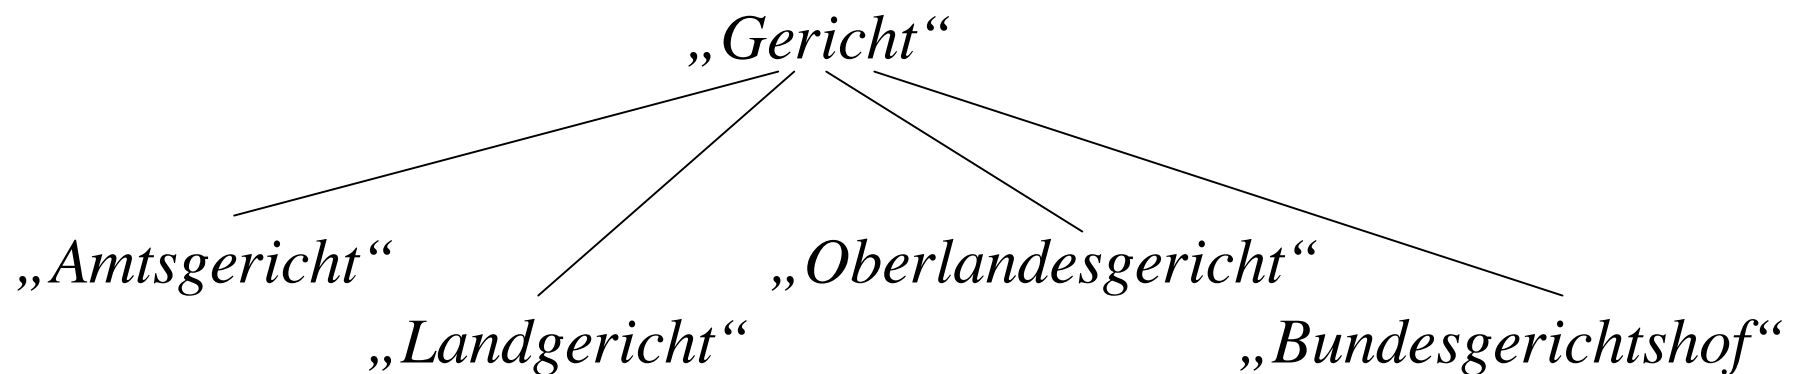 „Gericht“
„Amtsgericht“ „Oberlandesgericht“
„Landgericht“ „Bundesgerichtshof“